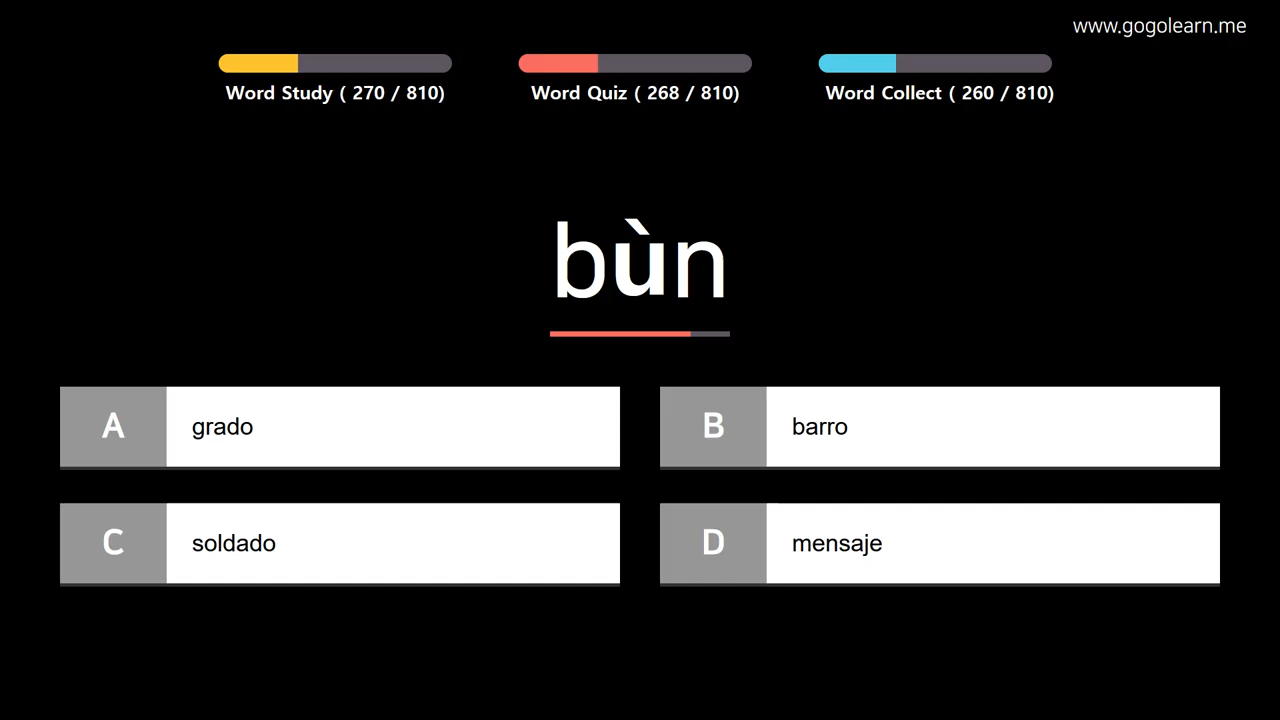 www.gogolearn.me
Word Study ( 270 / 810)
Word Quiz ( 268 / 810)
Word Collect ( 260 / 810)
bùn
A grado
B barro
C soldado
D mensaje